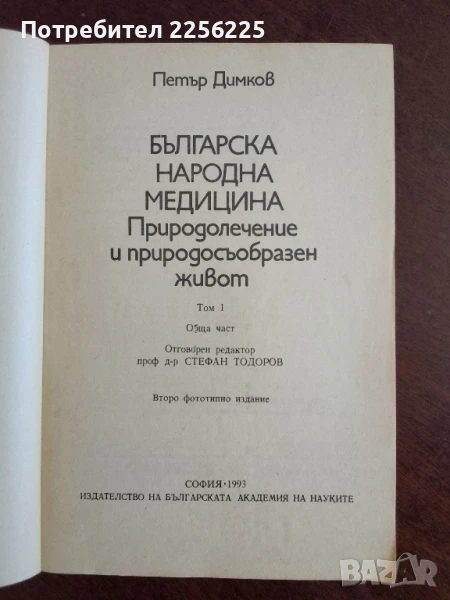 Потребител 2256225
Петър Димков
БЪЛГАРСКА
НАРОДНА
МЕДИЦИНА
Природолечение
и природосъобразен
живот
Том I
Обща част
Отговорен редактор
проф д-р СТЕФАН ТОДОРОВ
Второ фототипно издание
СОФИЯ · 1993
ИЗДАТЕЛСТВО НА БЪЛГАРСКАТА АКАДЕМИЯ НА НАУКИТЕ
BAZAR